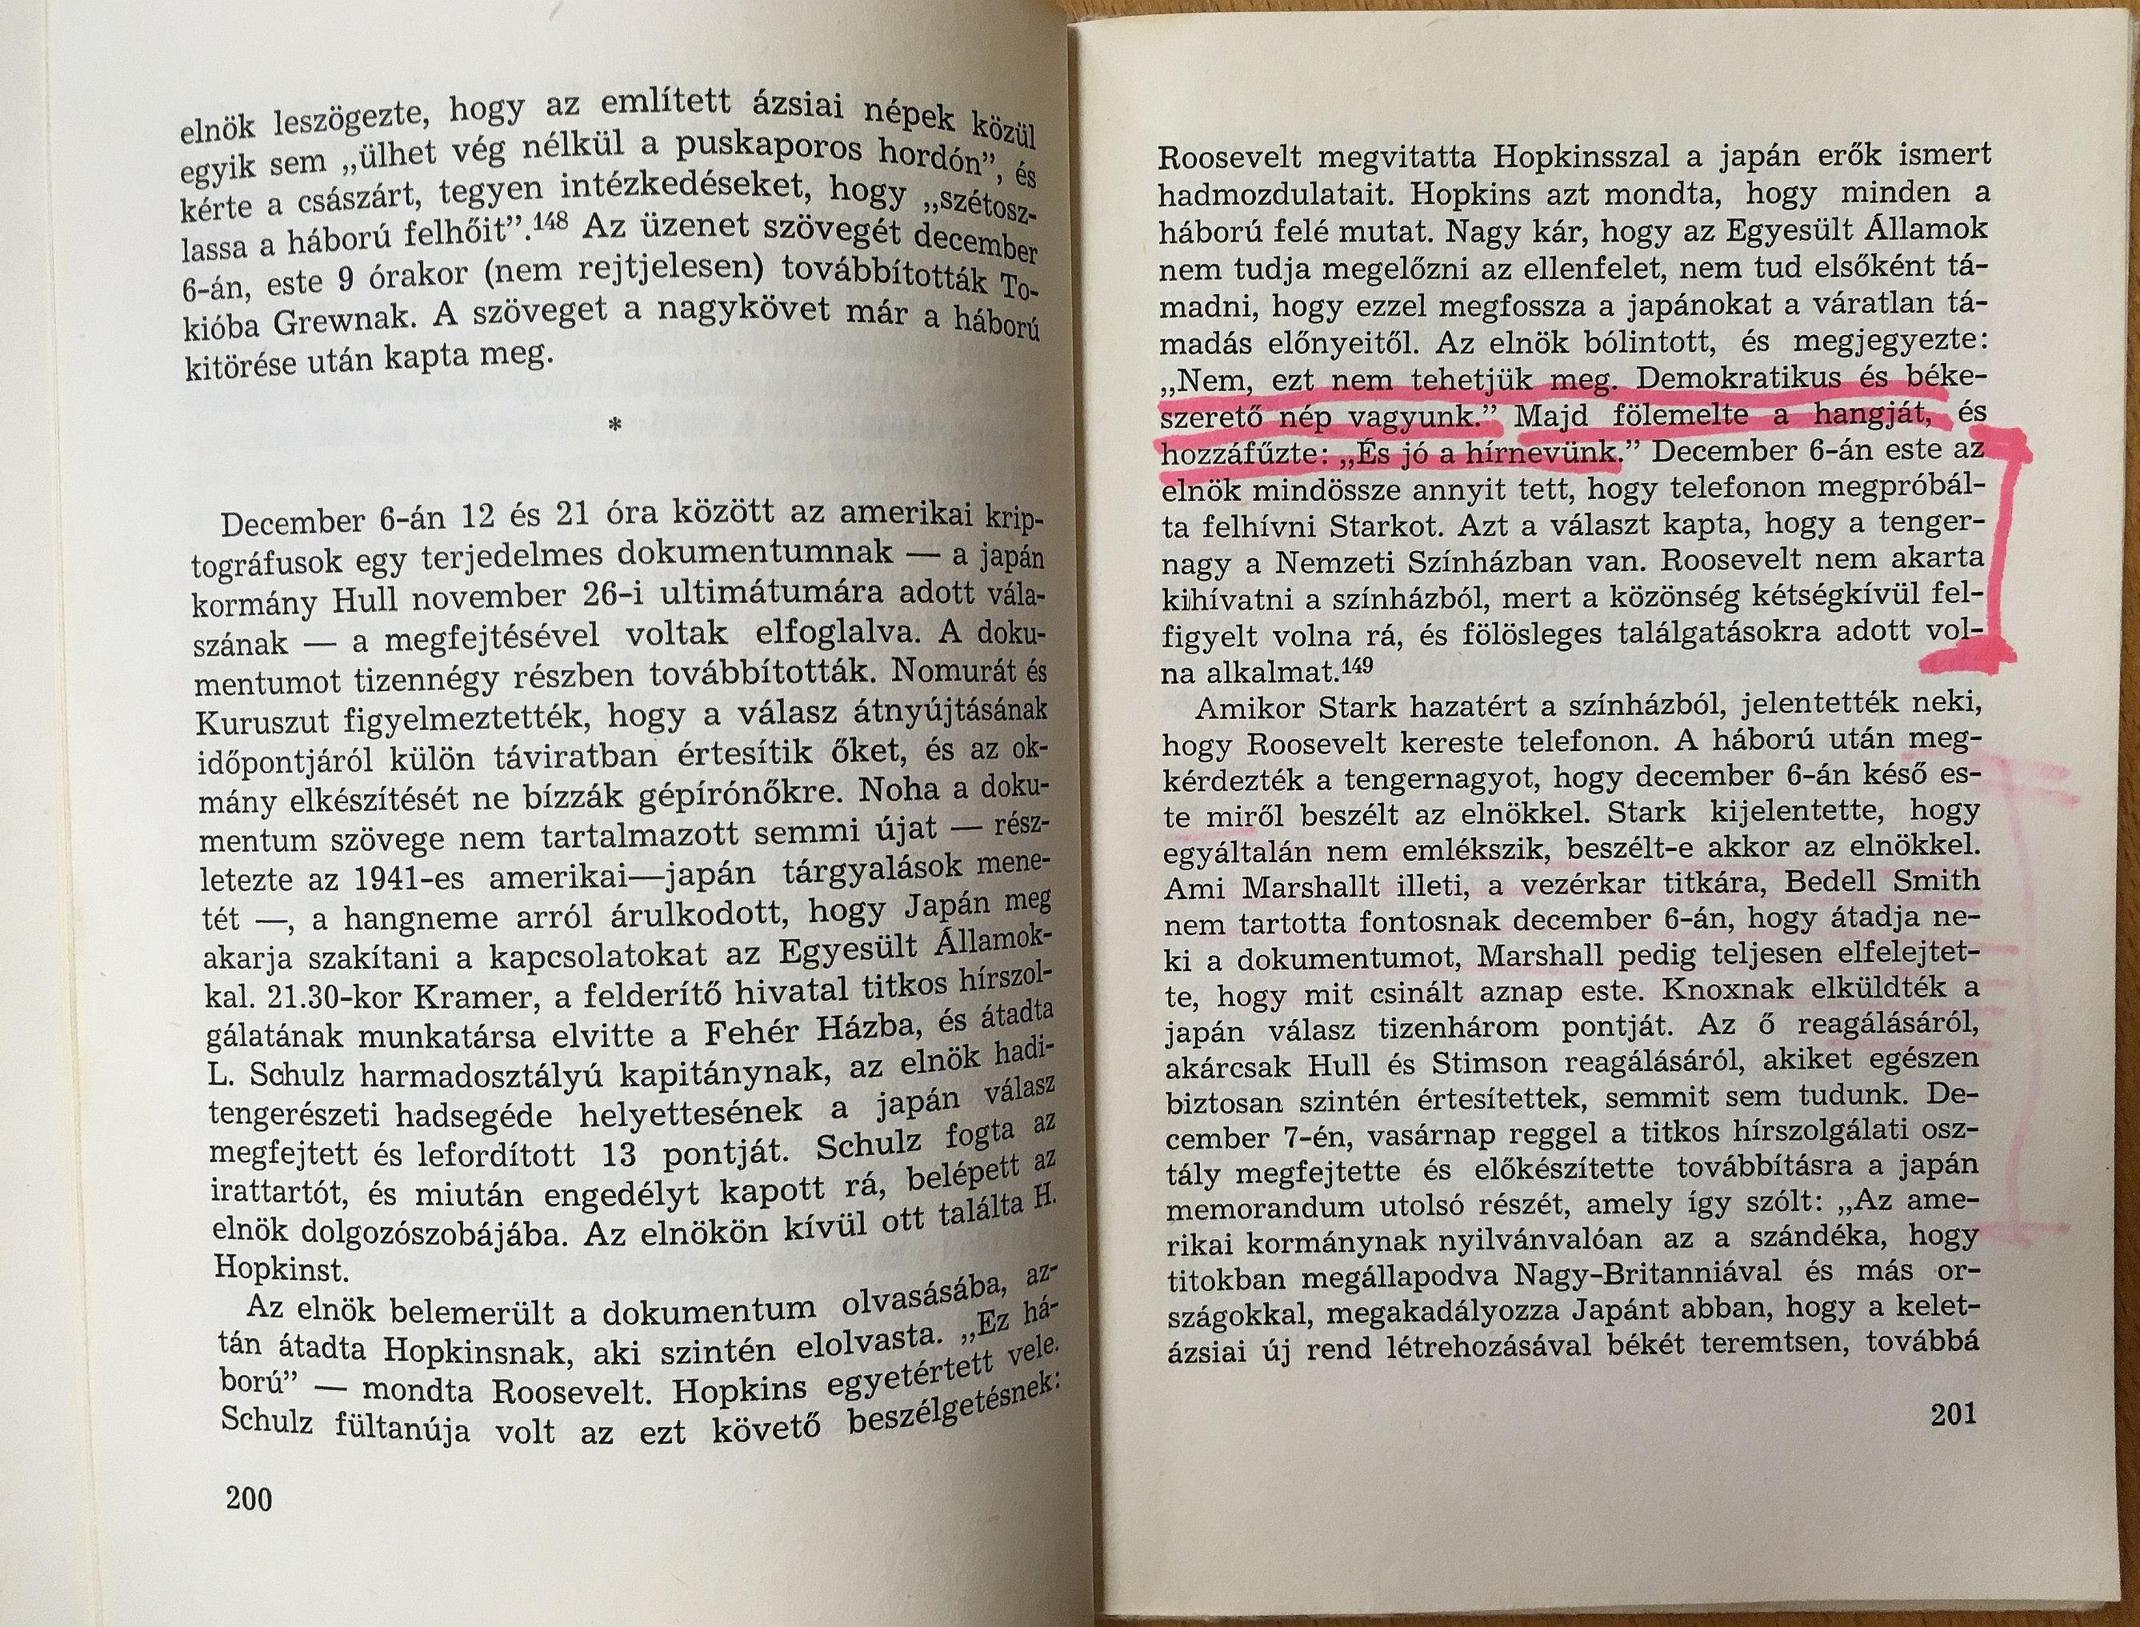 elnök leszögezte, hogy az említett ázsiai népek közül
egyik sem „ülhet vég nélkül a puskaporos hordón”, és
kérte a császárt, tegyen intézkedéseket, hogy „szétosz-
lassa a háború felhőit”.148 Az üzenet szövegét december
6-án, este 9 órakor (nem rejtjelesen) továbbították To-
kióba Grewnak. A szöveget a nagykövet már a háború
kitörése után kapta meg.
*
December 6-án 12 és 21 óra között az amerikai krip-
tográfusok egy terjedelmes dokumentumnak — a japán
kormány Hull november 26-i ultimátumára adott vála-
szának — a megfejtésével voltak elfoglalva. A doku-
mentumot tizennégy részben továbbították. Nomurát és
Kuruszut figyelmeztették, hogy a válasz átnyújtásának
időpontjáról külön táviratban értesítik őket, és az ok-
mány elkészítését ne bízzák gépírónőkre. Noha a doku-
mentum szövege nem tartalmazott semmi újat — rész-
letezte az 1941-es amerikai—japán tárgyalások mene-
tét —, a hangneme arról árulkodott, hogy Japán meg
akarja szakítani a kapcsolatokat az Egyesült Államok-
kal. 21.30-kor Kramer, a felderítő hivatal titkos hírszol-
gálatának munkatársa elvitte a Fehér Házba, és átadta
L. Schulz harmadosztályú kapitánynak, az elnök hadi-
tengerészeti hadsegéde helyettesének a japán válasz
megfejtett és lefordított 13 pontját. Schulz fogta az
irattartót, és miután engedélyt kapott rá, belépett az
elnök dolgozószobájába. Az elnökön kívül ott találta H.
Hopkinst.
Az elnök belemerült a dokumentum olvasásába, az-
tán átadta Hopkinsnak, aki szintén elolvasta. „Ez há-
ború” — mondta Roosevelt. Hopkins egyetértett vele.
Schulz fültanúja volt az ezt követő beszélgetésnek:
200
Roosevelt megvitatta Hopkinsszal a japán erők ismert
hadmozdulatait. Hopkins azt mondta, hogy minden a
háború felé mutat. Nagy kár, hogy az Egyesült Államok
nem tudja megelőzni az ellenfelet, nem tud elsőként tá-
madni, hogy ezzel megfossza a japánokat a váratlan tá-
madás előnyeitől. Az elnök bólintott, és megjegyezte:
„Nem, ezt nem tehetjük meg. Demokratikus és béke-
szerető nép vagyunk.” Majd fölemelte a hangját, és
hozzáfűzte: „És jó a hírnevünk.” December 6-án este az
elnök mindössze annyit tett, hogy telefonon megpróbál-
ta felhívni Starkot. Azt a választ kapta, hogy a tenger-
nagy a Nemzeti Színházban van. Roosevelt nem akarta
kihívatni a színházból, mert a közönség kétségkívül fel-
figyelt volna rá, és fölösleges találgatásokra adott vol-
na alkalmat.149
Amikor Stark hazatért a színházból, jelentették neki,
hogy Roosevelt kereste telefonon. A háború után meg-
kérdezték a tengernagyot, hogy december 6-án késő es-
te miről beszélt az elnökkel. Stark kijelentette, hogy
egyáltalán nem emlékszik, beszélt-e akkor az elnökkel.
Ami Marshallt illeti, a vezérkar titkára, Bedell Smith
nem tartotta fontosnak december 6-án, hogy átadja ne-
ki a dokumentumot, Marshall pedig teljesen elfelejtet-
te, hogy mit csinált aznap este. Knoxnak elküldték a
japán válasz tizenhárom pontját. Az ő reagálásáról,
akárcsak Hull és Stimson reagálásáról, akiket egészen
biztosan szintén értesítettek, semmit sem tudunk. De-
cember 7-én, vasárnap reggel a titkos hírszolgálati osz-
tály megfejtette és előkészítette továbbításra a japán
memorandum utolsó részét, amely így szólt: „Az ame-
rikai kormánynak nyilvánvalóan az a szándéka, hogy
titokban megállapodva Nagy-Britanniával és más or-
szágokkal, megakadályozza Japánt abban, hogy a kelet-
ázsiai új rend létrehozásával békét teremtsen, továbbá
201